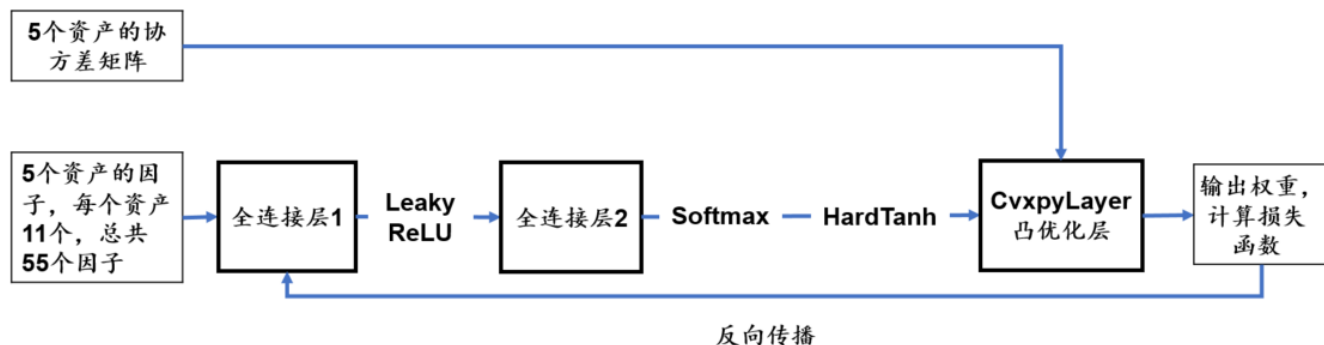 5个资产的协
方差矩阵
5个资产的因
子，每个资产
11个，总共
55个因子
全连接层1
Leaky
ReLU
全连接层2
Softmax
HardTanh
CvxpyLayer
凸优化层
输出权重，
计算损失
函数
反向传播